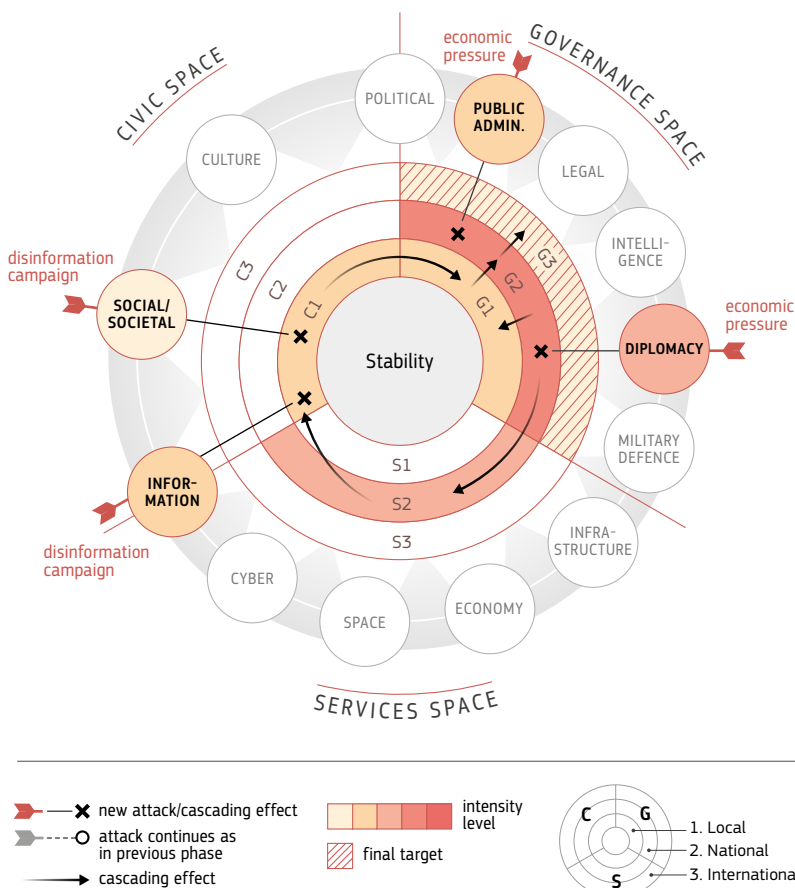 economic
pressure
GOVERNANCE SPACE
CIVIC SPACE
POLITICAL
PUBLIC
ADMIN.
CULTURE
LEGAL
INTELLI-
GENCE
disinformation
campaign
SOCIAL/
SOCIETAL
C3
C2
C1
G1
G2
G3
economic
pressure
DIPLOMACY
Stability
MILITARY
DEFENCE
S1
S2
S3
INFOR-
MATION
disinformation
campaign
INFRA-
STRUCTURE
CYBER
SPACE
ECONOMY
SERVICES SPACE
new attack/cascading effect
attack continues as
in previous phase
cascading effect
intensity
level
final target
C
G
S
1. Local
2. National
3. Internationa